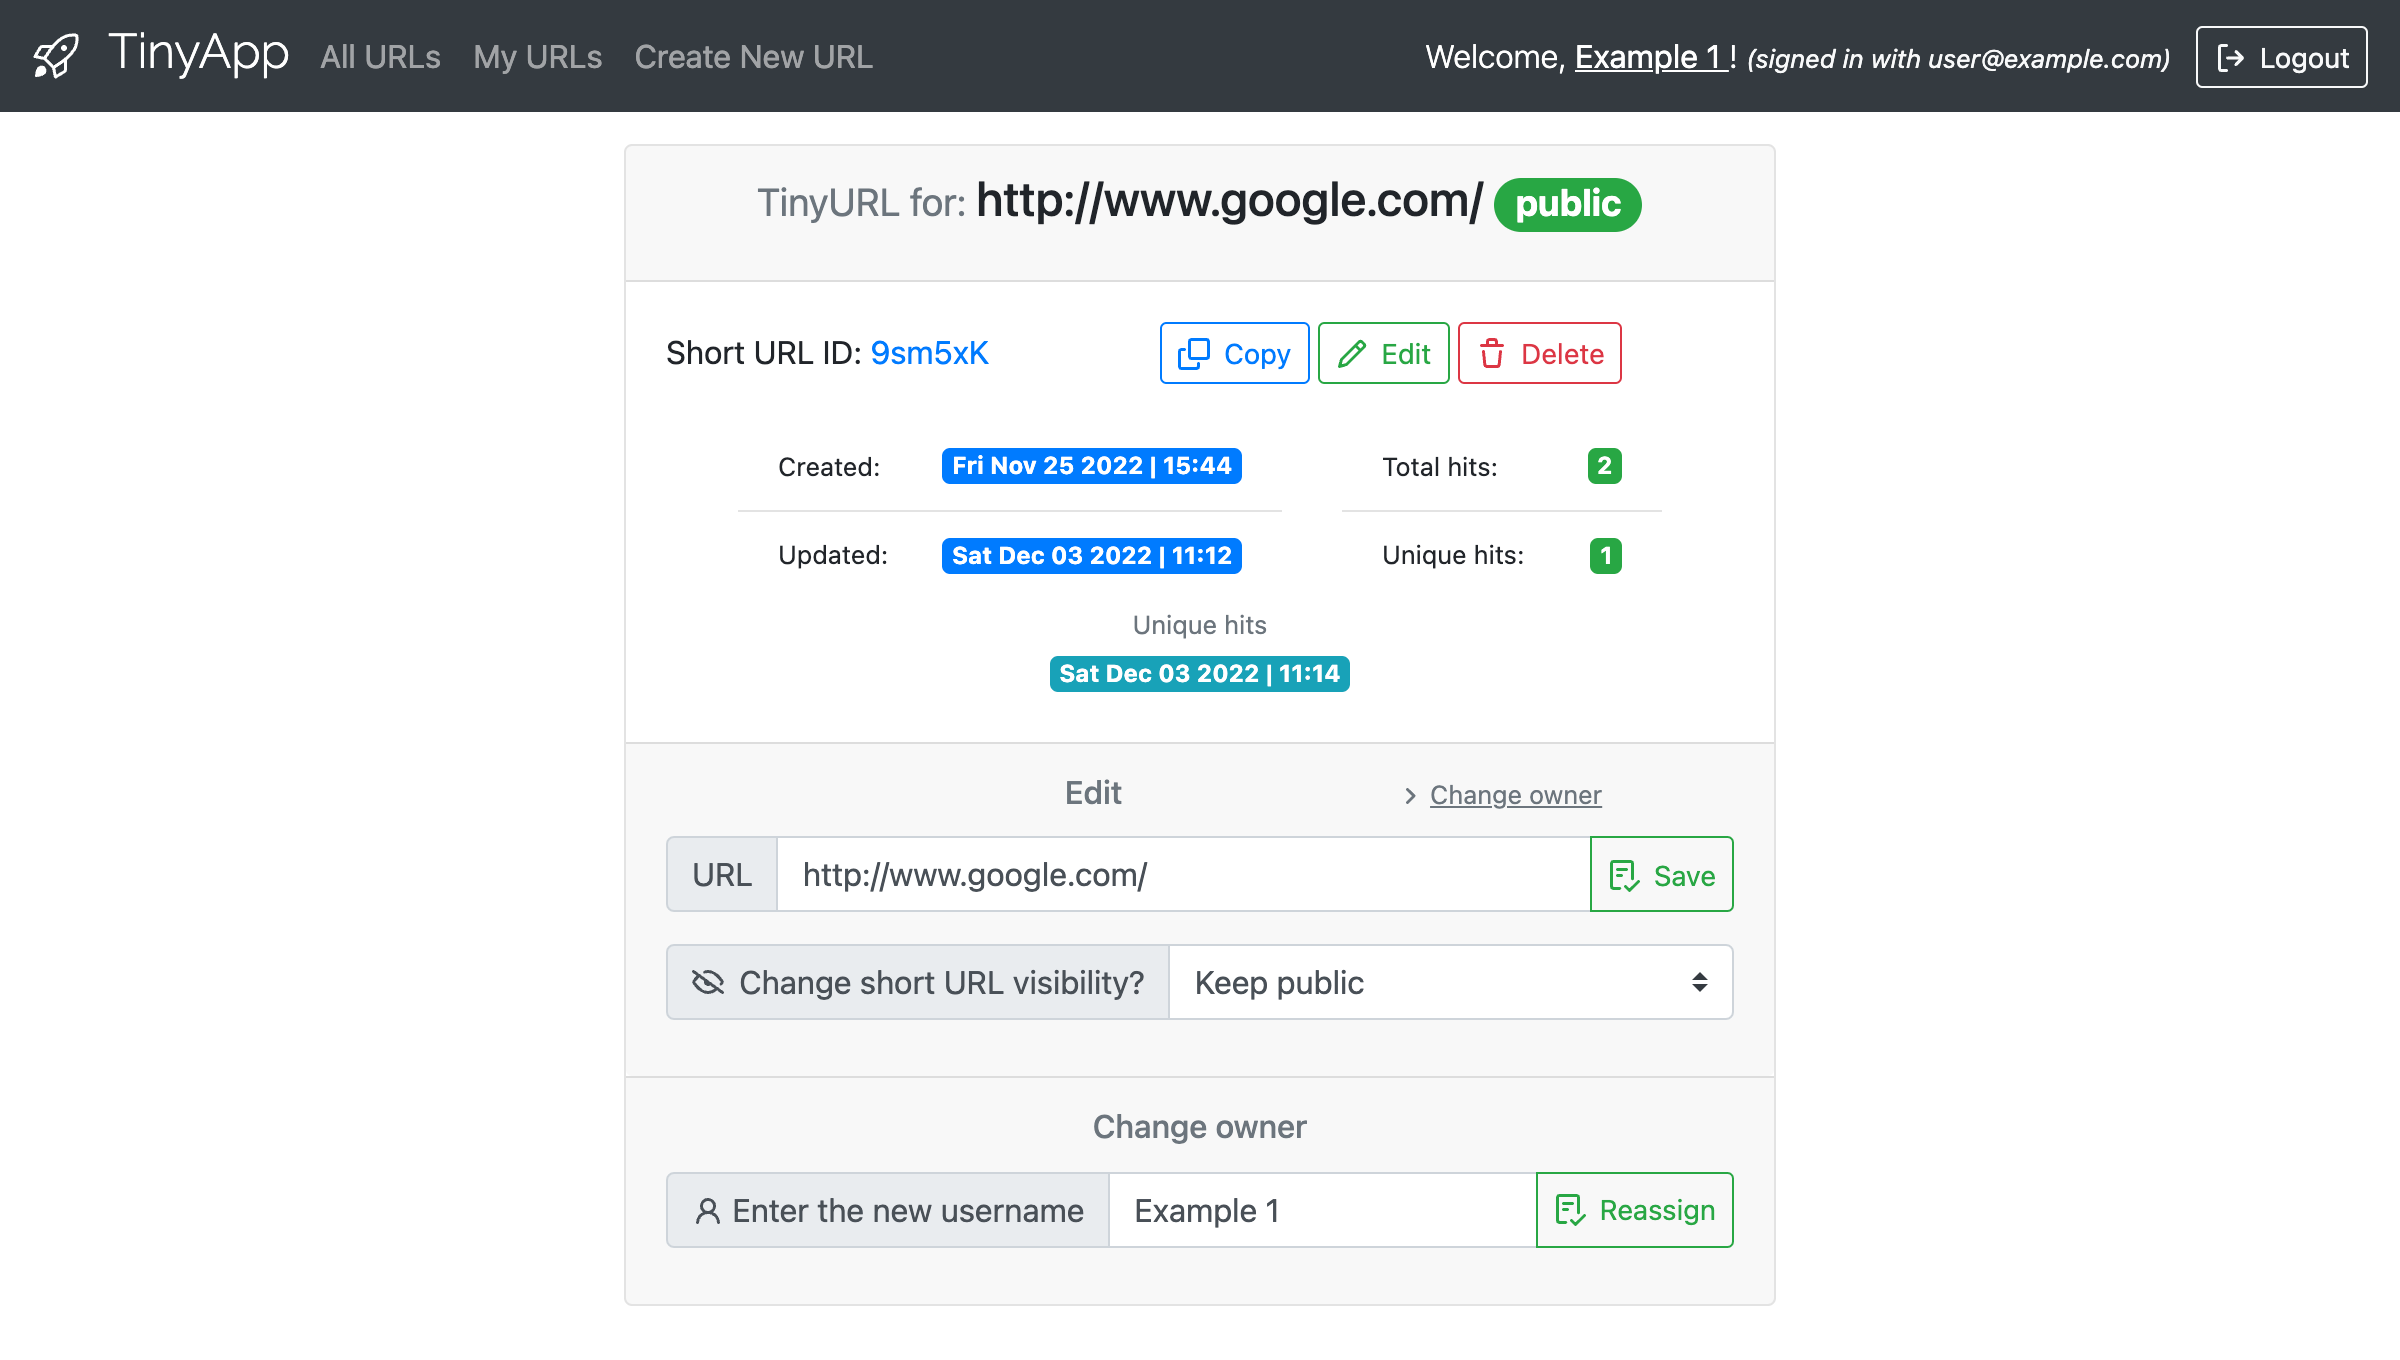 TinyApp All URLs My URLs Create New URL Welcome, Example 1 ! (signed in with user@example.com) Logout
TinyURL for: http://www.google.com/ public
Short URL ID: 9sm5xK Copy Edit Delete
Created: Fri Nov 25 2022 | 15:44 Total hits: 2
Updated: Sat Dec 03 2022 | 11:12 Unique hits: 1
Unique hits
Sat Dec 03 2022 | 11:14
Edit > Change owner
URL http://www.google.com/ Save
Change short URL visibility? Keep public
Change owner
Enter the new username Example 1 Reassign